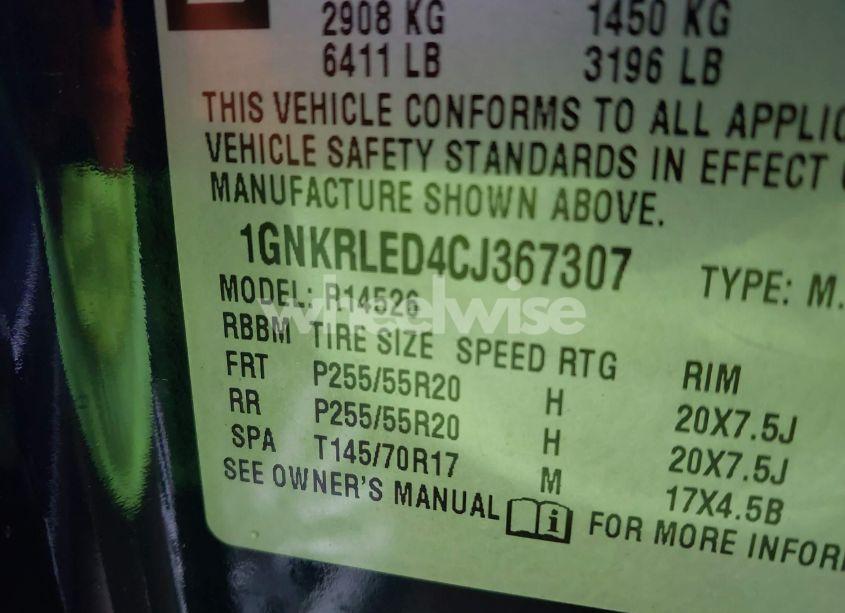 2908 KG 1450 KG
6411 LB 3196 LB
THIS VEHICLE CONFORMS TO ALL
VEHICLE SAFETY STANDARDS IN EFFECT
MANUFACTURE SHOWN ABOVE.
1GNKRLED4CJ367307 TYPE: M.
MODEL: R14526
wheelwise
RBBM TIRE SIZE SPEED RTG RIM
FRT P255/55R20 H 20X7.5J
RR P255/55R20 H 20X7.5J
SPA T145/70R17 M 17X4.5B
SEE OWNER'S MANUAL FOR MORE